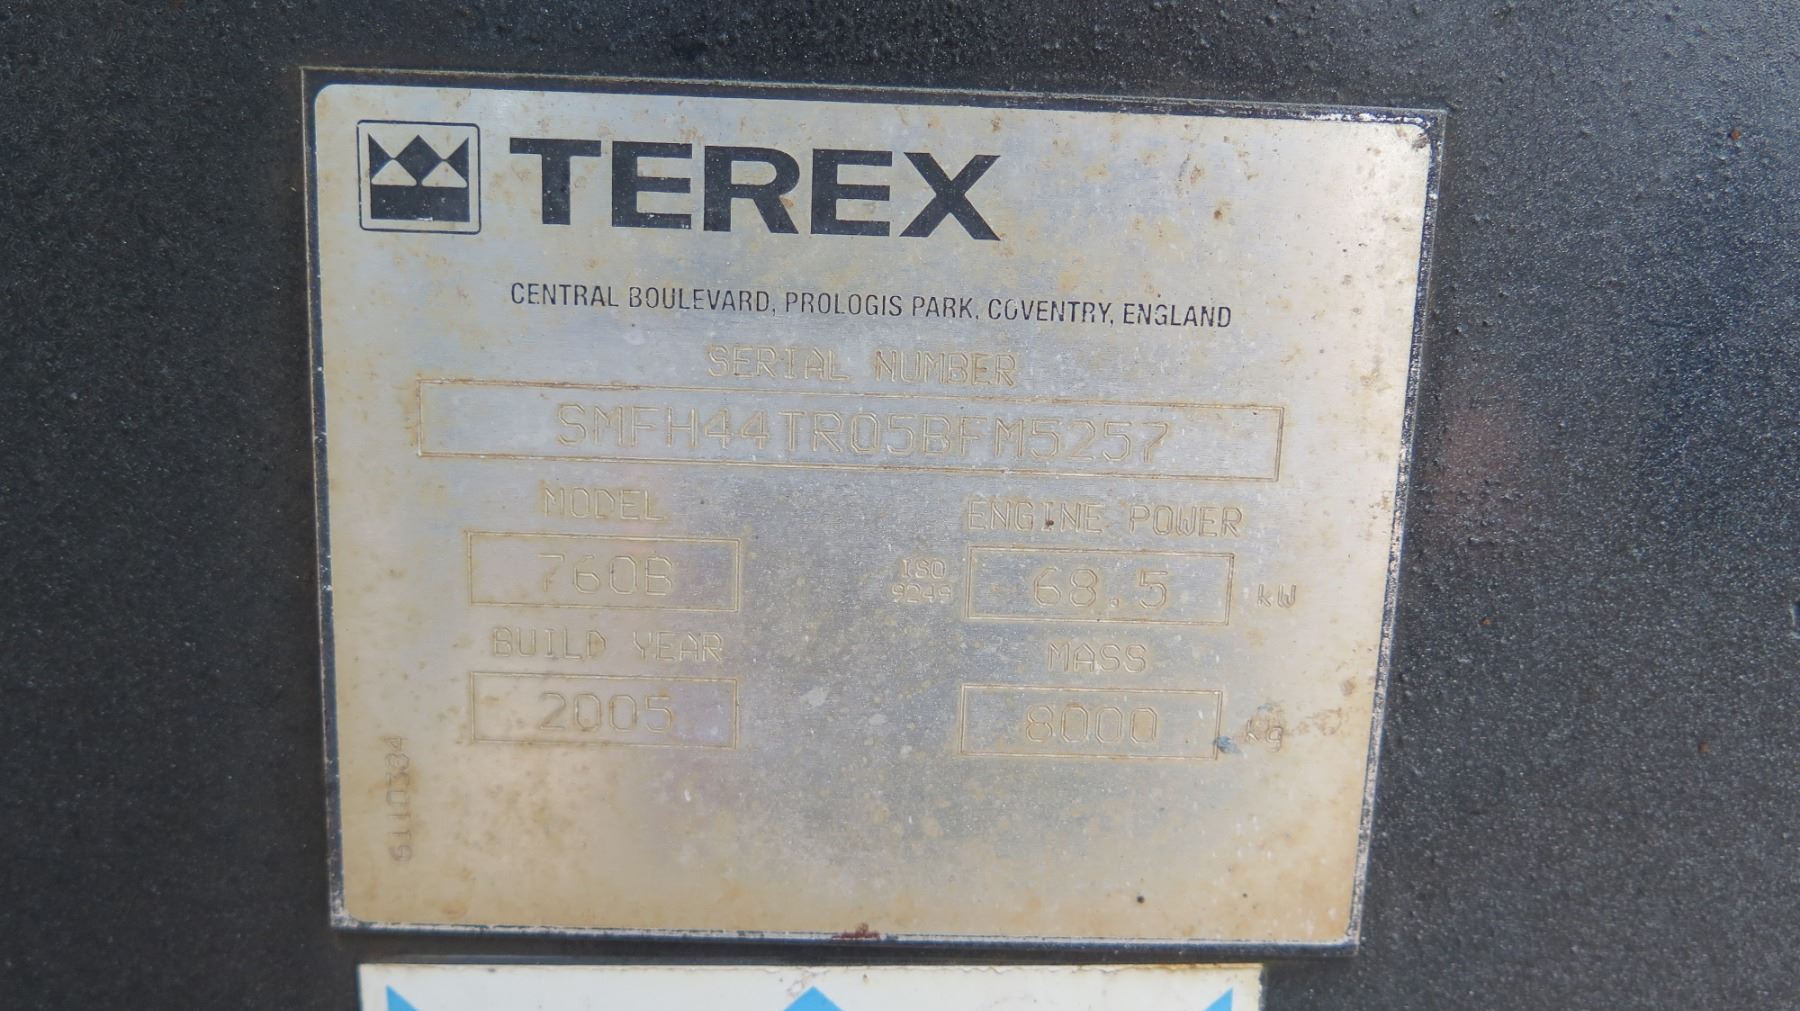 TEREX
CENTRAL BOULEVARD, PROLOGIS PARK, COVENTRY, ENGLAND
SERIAL NUMBER
SMFH44TR05BFM5257
MODEL
760B
ENGINE POWER
ISO
9249
68.5 kW
BUILD YEAR
2005
MASS
8000 kg
6110384